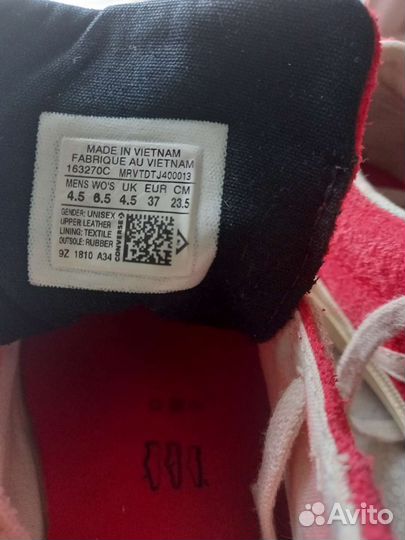 MADE IN VIETNAM
FABRIQUE AU VIETNAM
163270C MRVTDTJ400013
MENS WO'S UK EUR CM
4.5 6.5 4.5 37 23.5
GENDER: UNISEX
UPPER LEATHER
LINING: TEXTILE
OUTSOLE: RUBBER
9Z 1810 A34
CONVERSE
Avito